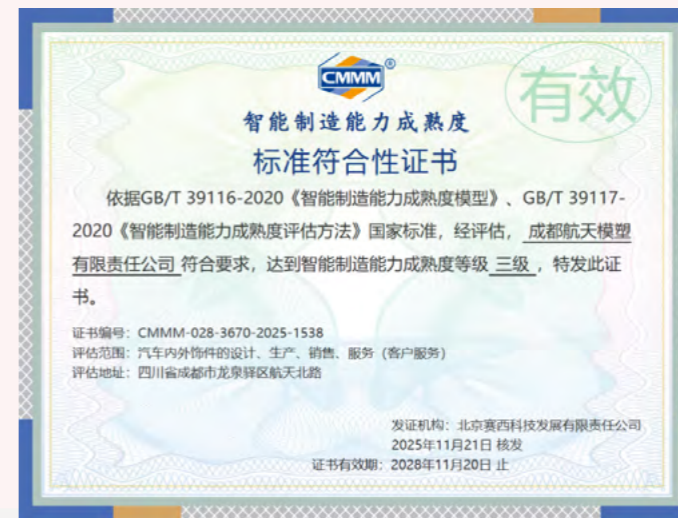 CMMM®
有效
智能制造能力成熟度
标准符合性证书
依据GB/T 39116-2020《智能制造能力成熟度模型》、GB/T 39117-
2020《智能制造能力成熟度评估方法》国家标准，经评估， 成都航天模塑
有限责任公司 符合要求，达到智能制造能力成熟度等级 三级 ，特发此证
书。
证书编号：CMMM-028-3670-2025-1538
评估范围：汽车内外饰件的设计、生产、销售、服务（客户服务）
评估地址：四川省成都市龙泉驿区航天北路
发证机构：北京赛西科技发展有限责任公司
2025年11月21日 核发
证书有效期：2028年11月20日 止